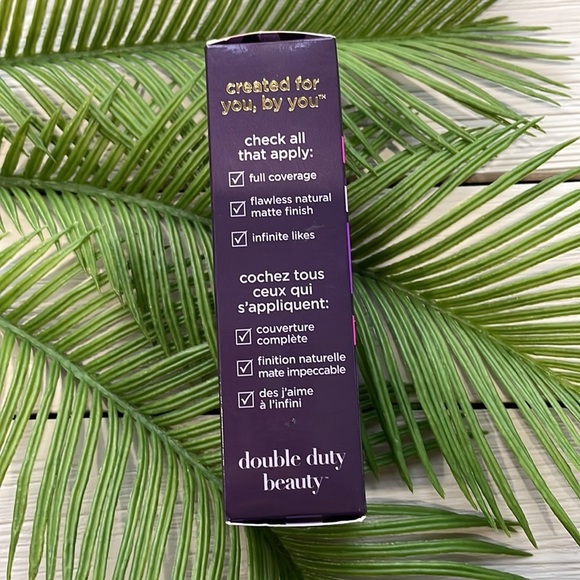 created for
you, by you™
check all
that apply:
☑ full coverage
☑ flawless natural
matte finish
☑ infinite likes
cochez tous
ceux qui
s'appliquent:
☑ couverture
complète
☑ finition naturelle
mate impeccable
☑ des j'aime
à l'infini
double duty
beauty™